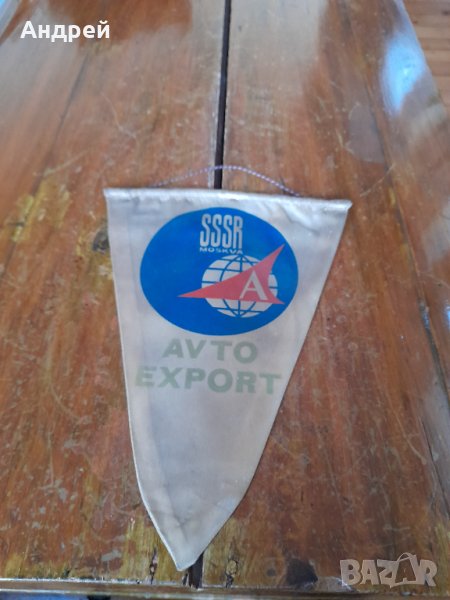 Андрей
SSSR
MOSKVA
A
AVTO
EXPORT
BAZAR